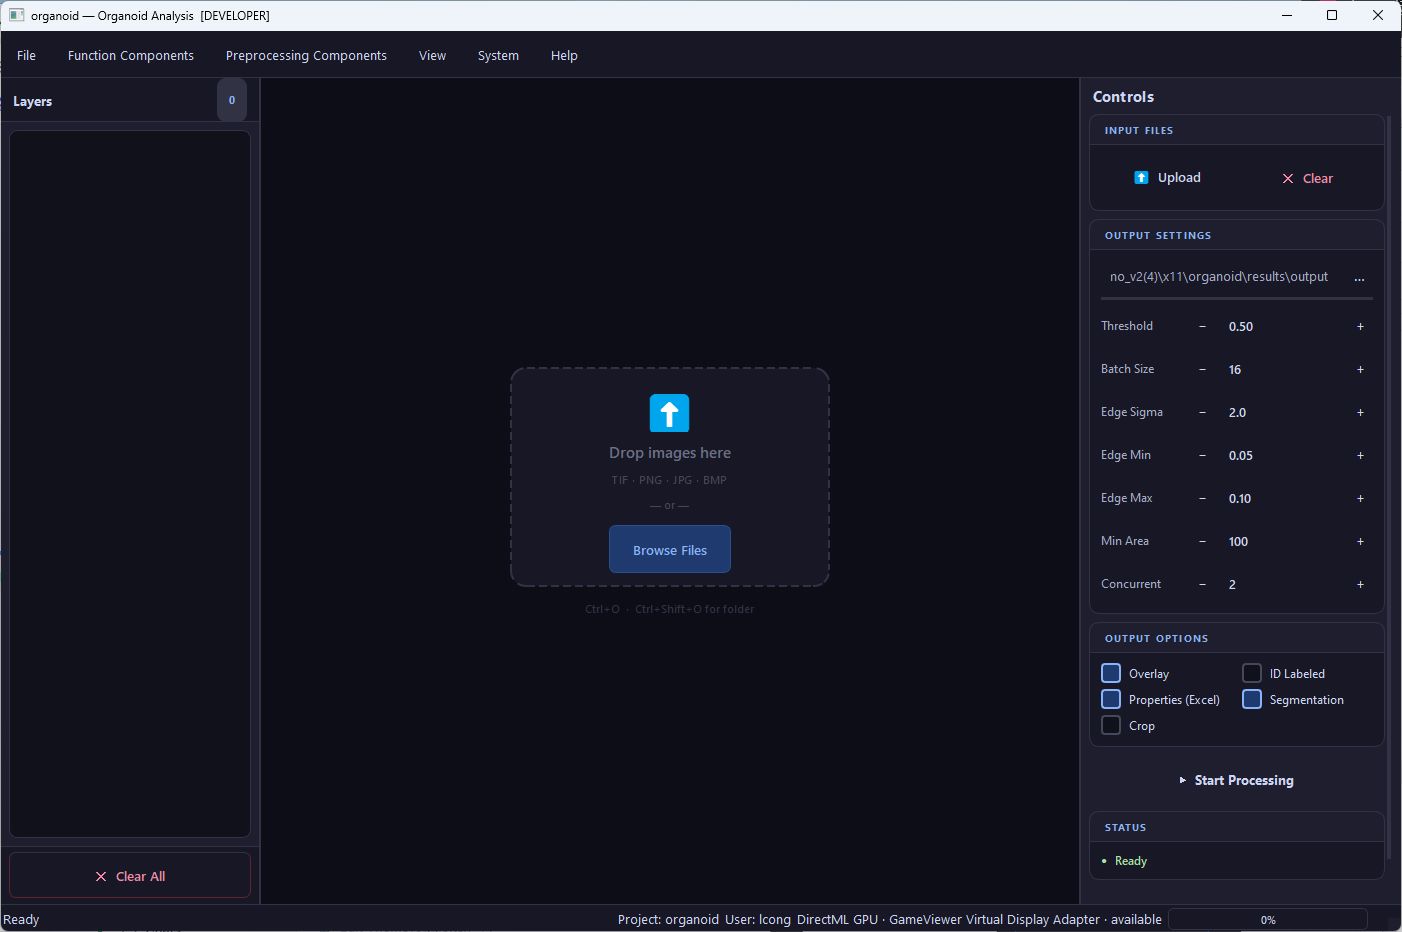 organoid — Organoid Analysis [DEVELOPER]
File Function Components Preprocessing Components View System Help
Layers 0
Clear All
Drop images here
TIF · PNG · JPG · BMP
— or —
Browse Files
Ctrl+O · Ctrl+Shift+O for folder
Controls
INPUT FILES
Upload Clear
OUTPUT SETTINGS
no_v2(4)\x11\organoid\results\output ...
Threshold − 0.50 +
Batch Size − 16 +
Edge Sigma − 2.0 +
Edge Min − 0.05 +
Edge Max − 0.10 +
Min Area − 100 +
Concurrent − 2 +
OUTPUT OPTIONS
Overlay ID Labeled
Properties (Excel) Segmentation
Crop
Start Processing
STATUS
• Ready
Ready Project: organoid User: lcong DirectML GPU · GameViewer Virtual Display Adapter · available 0%